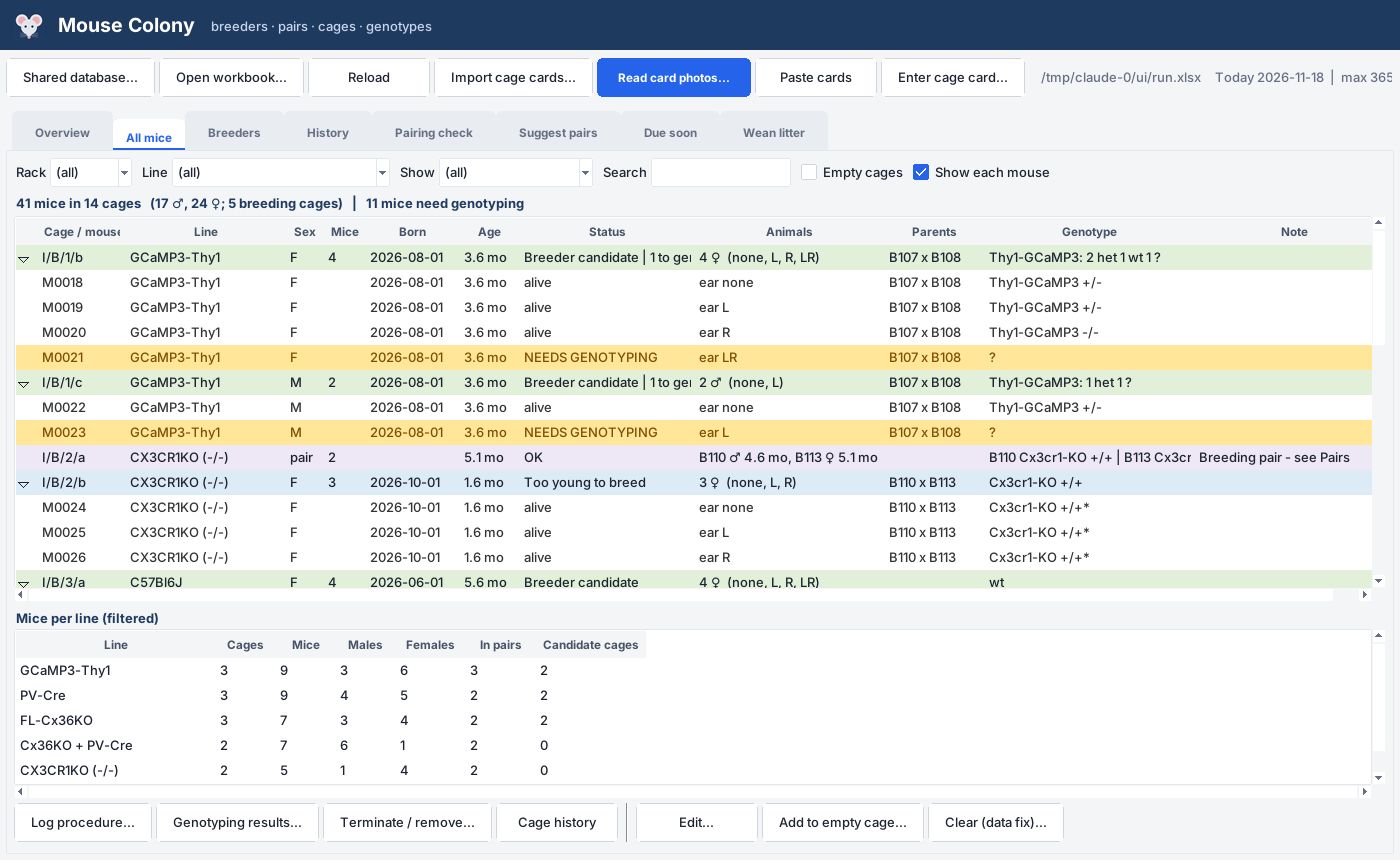 Mouse Colony breeders · pairs · cages · genotypes
Shared database... Open workbook... Reload Import cage cards... Read card photos... Paste cards Enter cage card... /tmp/claude-0/ui/run.xlsx Today 2026-11-18 | max 365
Overview All mice Breeders History Pairing check Suggest pairs Due soon Wean litter
Rack (all) Line (all) Show (all) Search Empty cages Show each mouse
41 mice in 14 cages (17 ♂, 24 ♀; 5 breeding cages) | 11 mice need genotyping
Cage / mouse Line Sex Mice Born Age Status Animals Parents Genotype Note
I/B/1/b GCaMP3-Thy1 F 4 2026-08-01 3.6 mo Breeder candidate | 1 to ger 4 ♀ (none, L, R, LR) B107 x B108 Thy1-GCaMP3: 2 het 1 wt 1 ?
M0018 GCaMP3-Thy1 F 2026-08-01 3.6 mo alive ear none B107 x B108 Thy1-GCaMP3 +/-
M0019 GCaMP3-Thy1 F 2026-08-01 3.6 mo alive ear L B107 x B108 Thy1-GCaMP3 +/-
M0020 GCaMP3-Thy1 F 2026-08-01 3.6 mo alive ear R B107 x B108 Thy1-GCaMP3 -/-
M0021 GCaMP3-Thy1 F 2026-08-01 3.6 mo NEEDS GENOTYPING ear LR B107 x B108 ?
I/B/1/c GCaMP3-Thy1 M 2 2026-08-01 3.6 mo Breeder candidate | 1 to ger 2 ♂ (none, L) B107 x B108 Thy1-GCaMP3: 1 het 1 ?
M0022 GCaMP3-Thy1 M 2026-08-01 3.6 mo alive ear none B107 x B108 Thy1-GCaMP3 +/-
M0023 GCaMP3-Thy1 M 2026-08-01 3.6 mo NEEDS GENOTYPING ear L B107 x B108 ?
I/B/2/a CX3CR1KO (-/-) pair 2 5.1 mo OK B110 ♂ 4.6 mo, B113 ♀ 5.1 mo B110 Cx3cr1-KO +/+ | B113 Cx3cr Breeding pair - see Pairs
I/B/2/b CX3CR1KO (-/-) F 3 2026-10-01 1.6 mo Too young to breed 3 ♀ (none, L, R) B110 x B113 Cx3cr1-KO +/+
M0024 CX3CR1KO (-/-) F 2026-10-01 1.6 mo alive ear none B110 x B113 Cx3cr1-KO +/+*
M0025 CX3CR1KO (-/-) F 2026-10-01 1.6 mo alive ear L B110 x B113 Cx3cr1-KO +/+*
M0026 CX3CR1KO (-/-) F 2026-10-01 1.6 mo alive ear R B110 x B113 Cx3cr1-KO +/+*
I/B/3/a C57Bl6J F 4 2026-06-01 5.6 mo Breeder candidate 4 ♀ (none, L, R, LR) wt
Mice per line (filtered)
Line Cages Mice Males Females In pairs Candidate cages
GCaMP3-Thy1 3 9 3 6 3 2
PV-Cre 3 9 4 5 2 2
FL-Cx36KO 3 7 3 4 2 2
Cx36KO + PV-Cre 2 7 6 1 2 0
CX3CR1KO (-/-) 2 5 1 4 2 0
Log procedure... Genotyping results... Terminate / remove... Cage history Edit... Add to empty cage... Clear (data fix)...